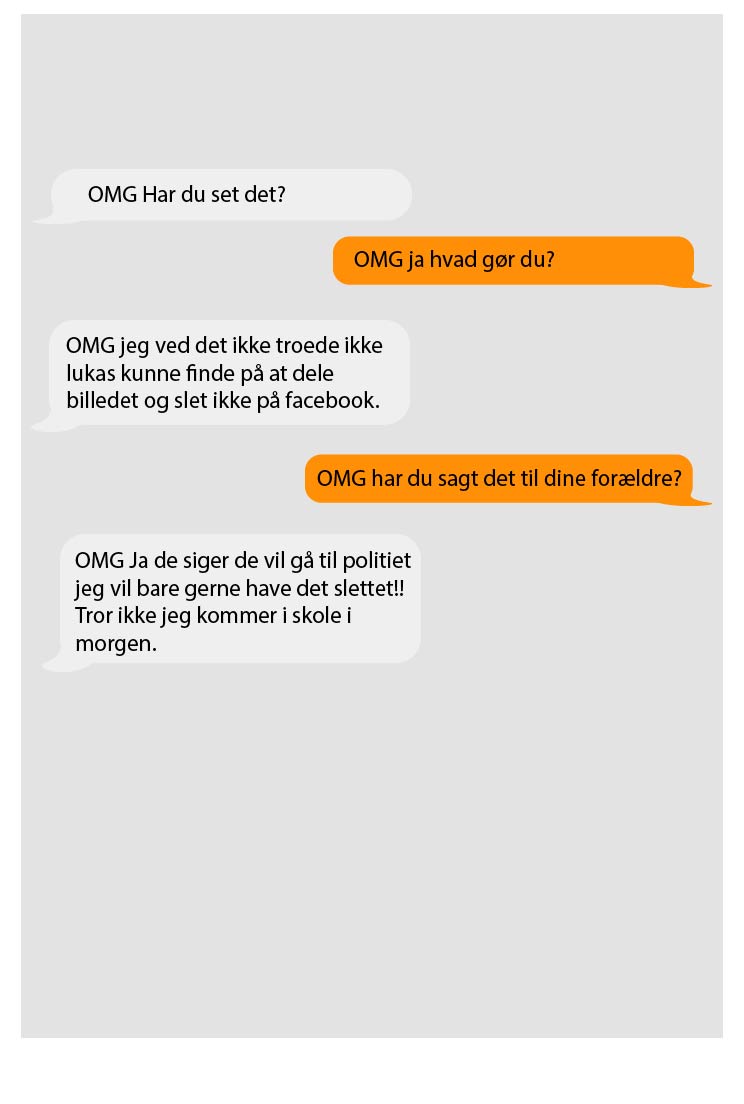 OMG Har du set det?
OMG ja hvad gør du?
OMG jeg ved det ikke troede ikke
lukas kunne finde på at dele
billedet og slet ikke på facebook.
OMG har du sagt det til dine forældre?
OMG Ja de siger de vil gå til politiet
jeg vil bare gerne have det slettet!!
Tror ikke jeg kommer i skole i
morgen.